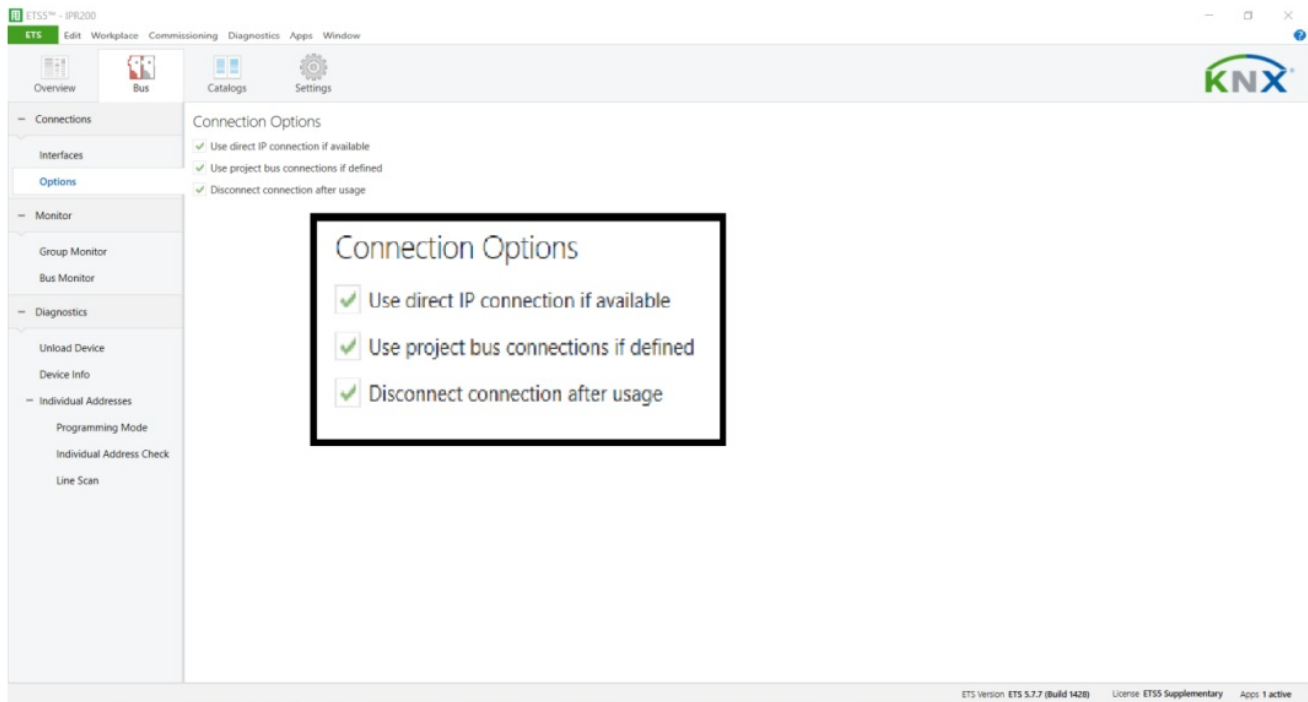 ETS5™ - IPR200
ETS Edit Workplace Commissioning Diagnostics Apps Window
?
Overview Bus Catalogs Settings
KNX®
Connections
Interfaces
Options
Monitor
Group Monitor
Bus Monitor
Diagnostics
Unload Device
Device Info
Individual Addresses
Programming Mode
Individual Address Check
Line Scan
Connection Options
Use direct IP connection if available
Use project bus connections if defined
Disconnect connection after usage
Connection Options
Use direct IP connection if available
Use project bus connections if defined
Disconnect connection after usage
ETS Version ETS 5.7.7 (Build 1428) License ETS5 Supplementary Apps 1 active